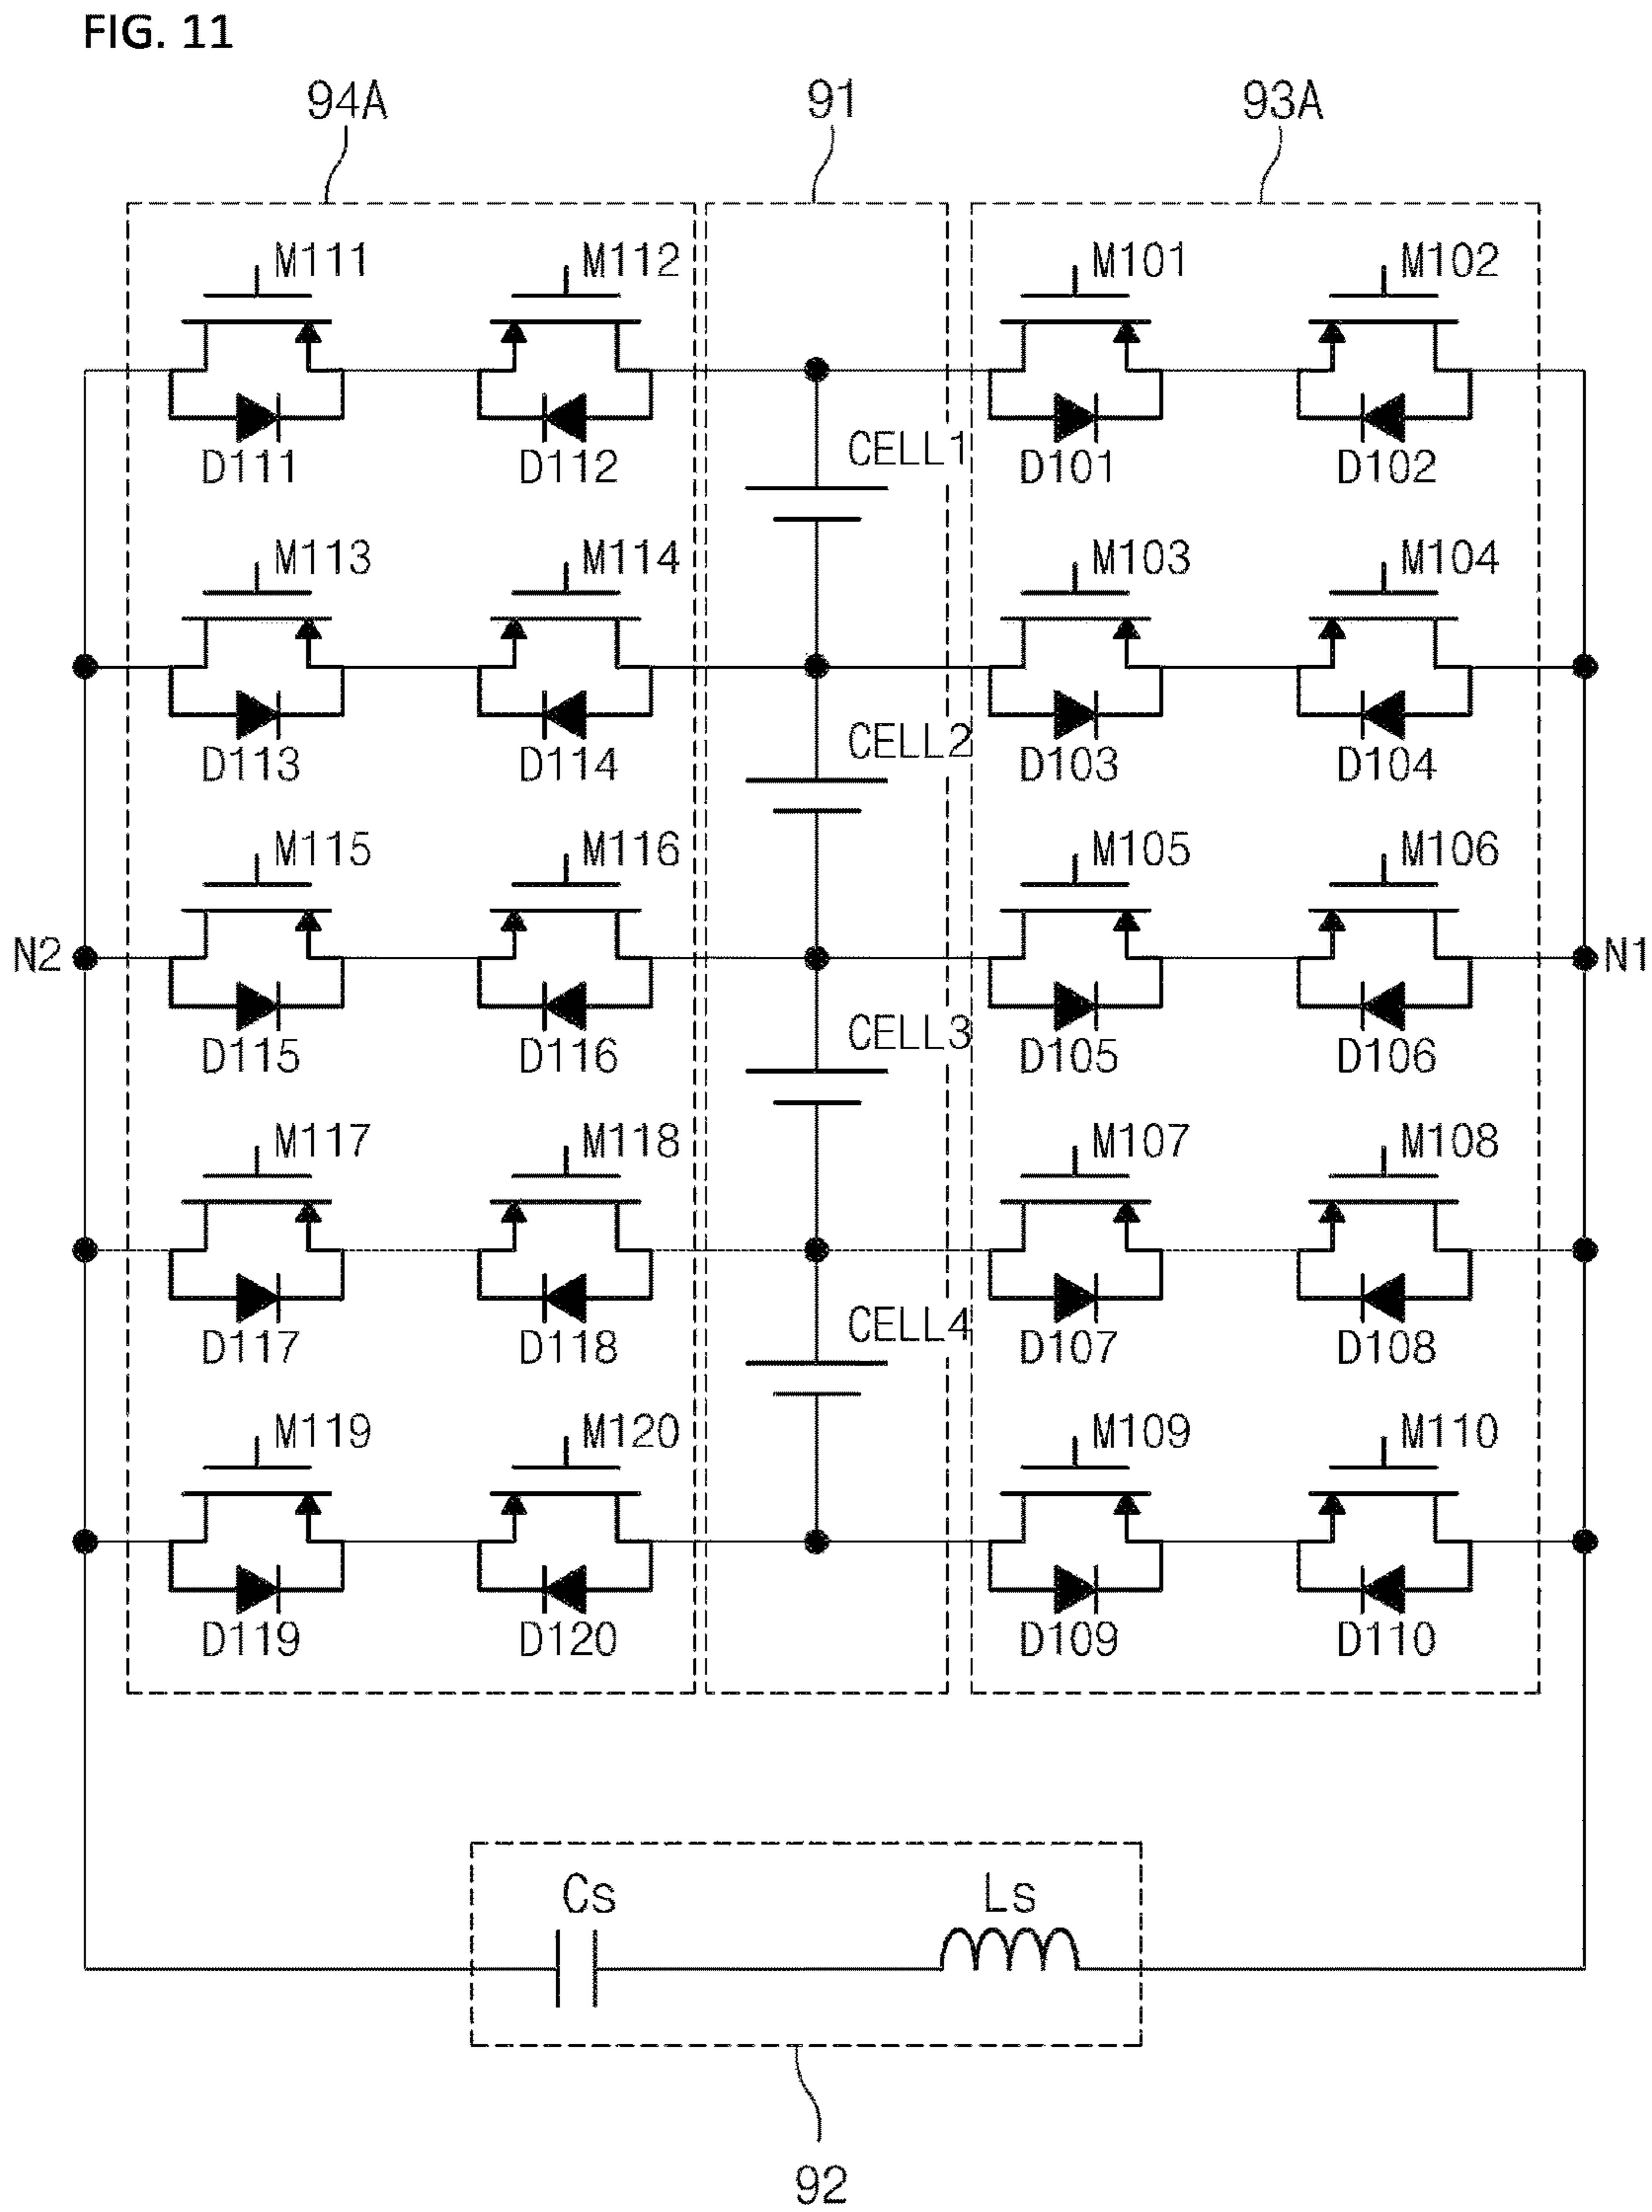 FIG. 11
94A 91 93A
M111 M112 M101 M102
CELL1
D111 D112 D101 D102
M113 M114 M103 M104
CELL2
D113 D114 D103 D104
M115 M116 M105 M106
N2 N1
CELL3
D115 D116 D105 D106
M117 M118 M107 M108
CELL4
D117 D118 D107 D108
M119 M120 M109 M110
D119 D120 D109 D110
Cs Ls
92